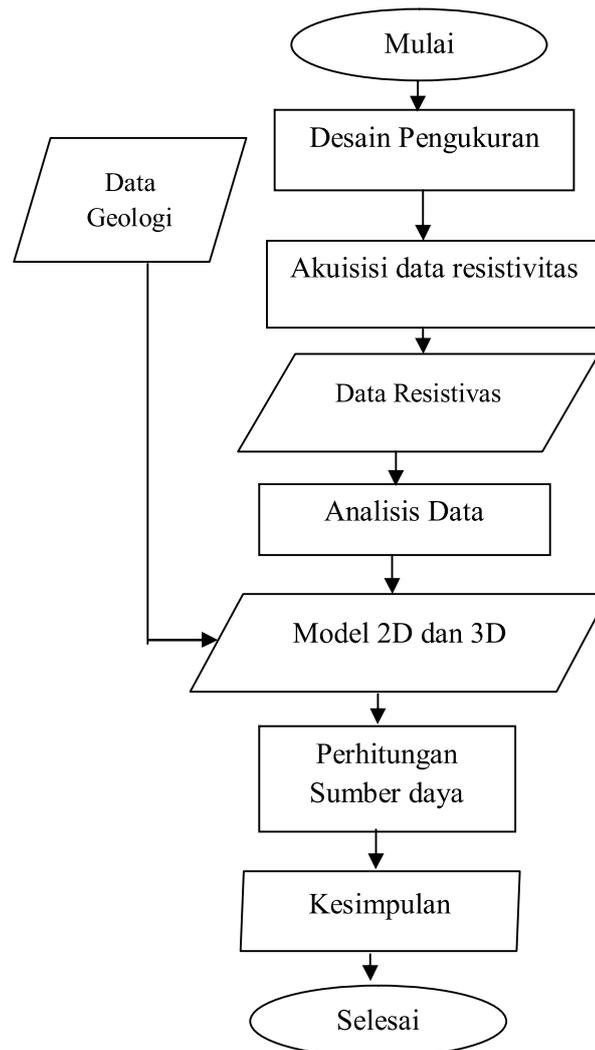 Mulai
Desain Pengukuran
Data
Geologi
Akuisisi data resistivitas
Data Resistivas
Analisis Data
Model 2D dan 3D
Perhitungan
Sumber daya
Kesimpulan
Selesai